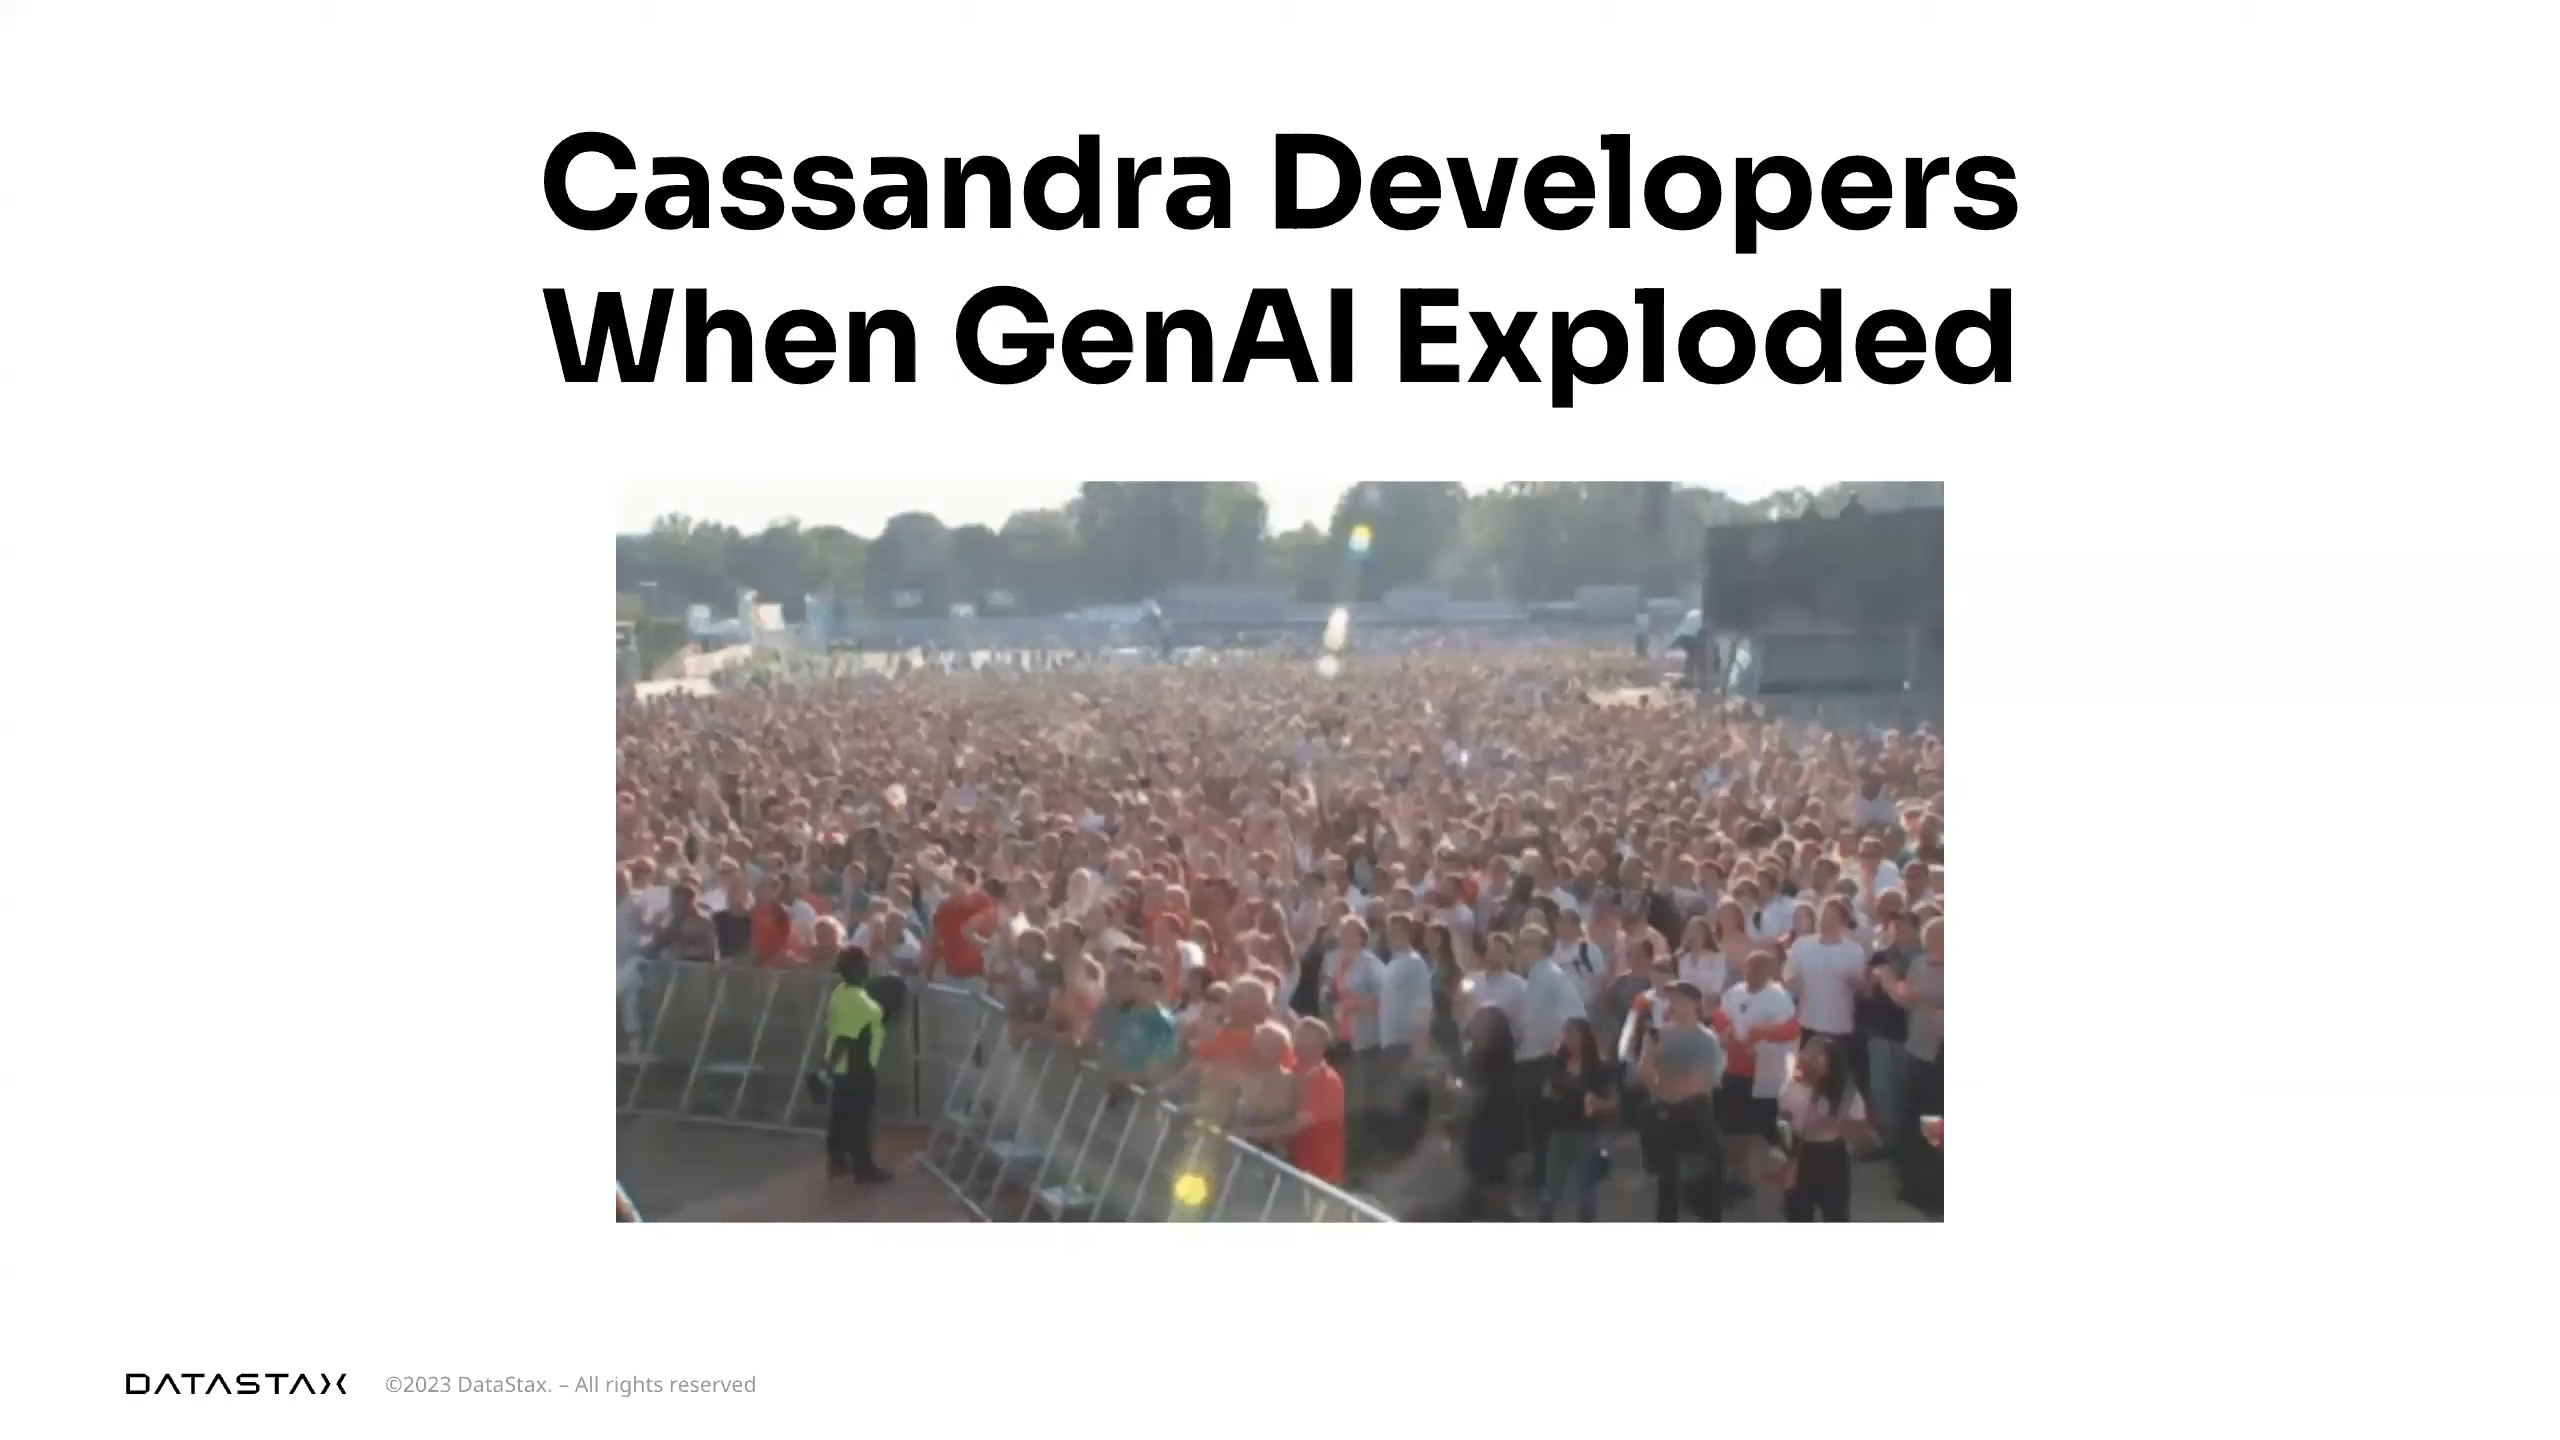 Cassandra Developers
When GenAI Exploded
DATASTAX
©2023 DataStax. – All rights reserved